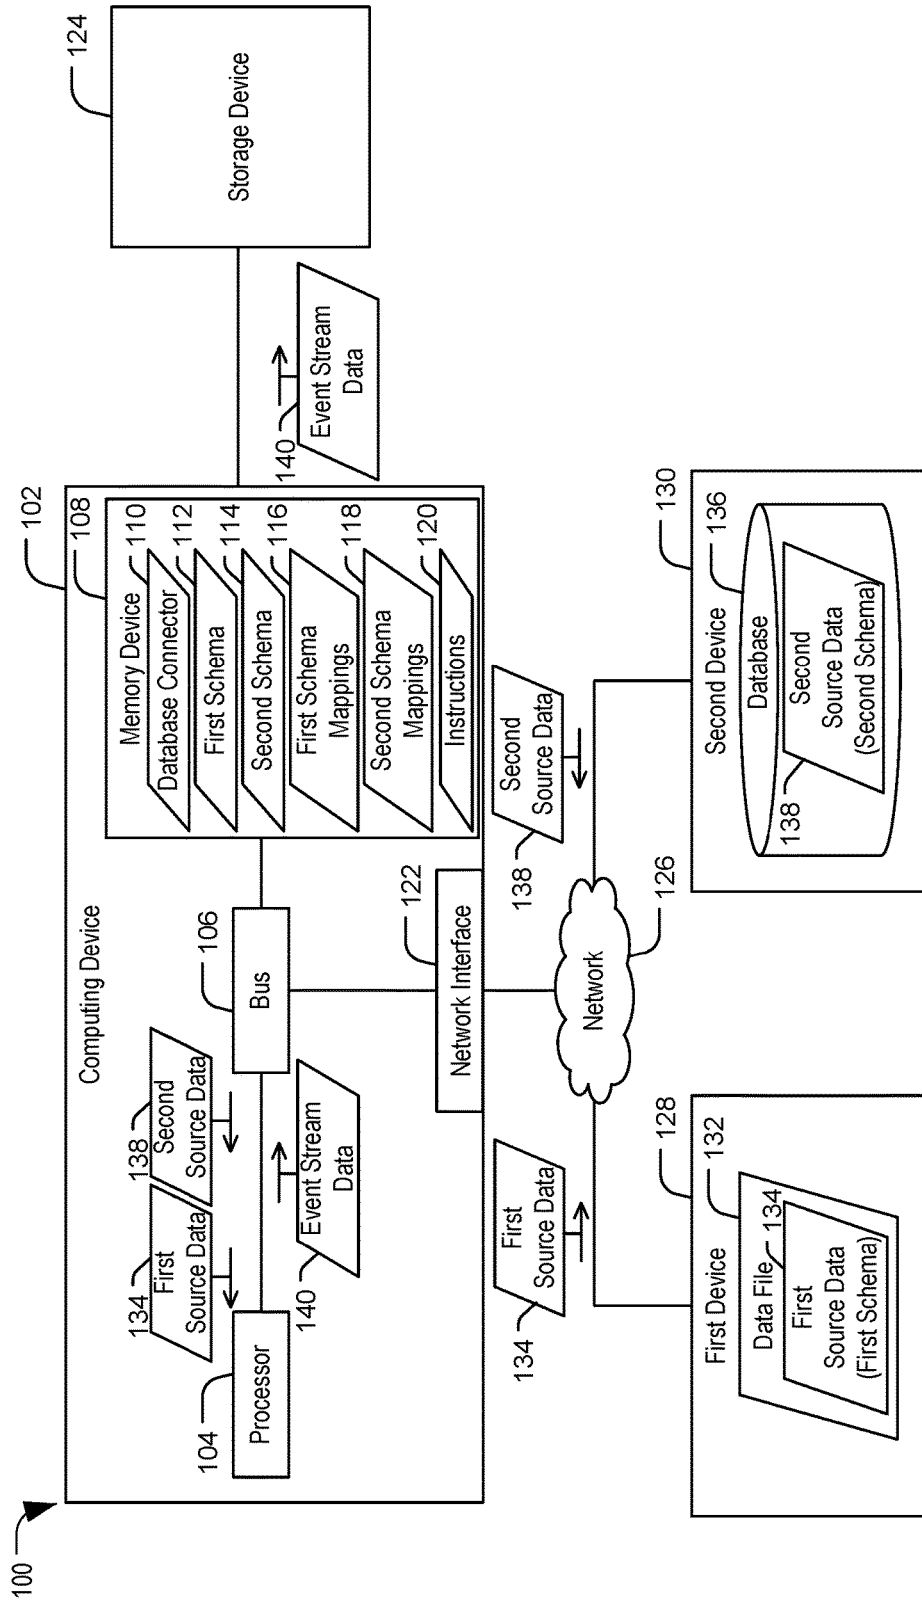 100
102
Computing Device
104
Processor
134
First
Source Data
138
Second
Source Data
140
Event Stream
Data
106
Bus
108
Memory Device
110
Database Connector
112
First Schema
114
Second Schema
116
First Schema
Mappings
118
Second Schema
Mappings
120
Instructions
122
Network Interface
124
Storage Device
140
Event Stream
Data
134
First
Source Data
138
Second
Source Data
126
Network
128
First Device
132
Data File
134
First
Source Data
(First Schema)
130
Second Device
136
Database
138
Second
Source Data
(Second Schema)